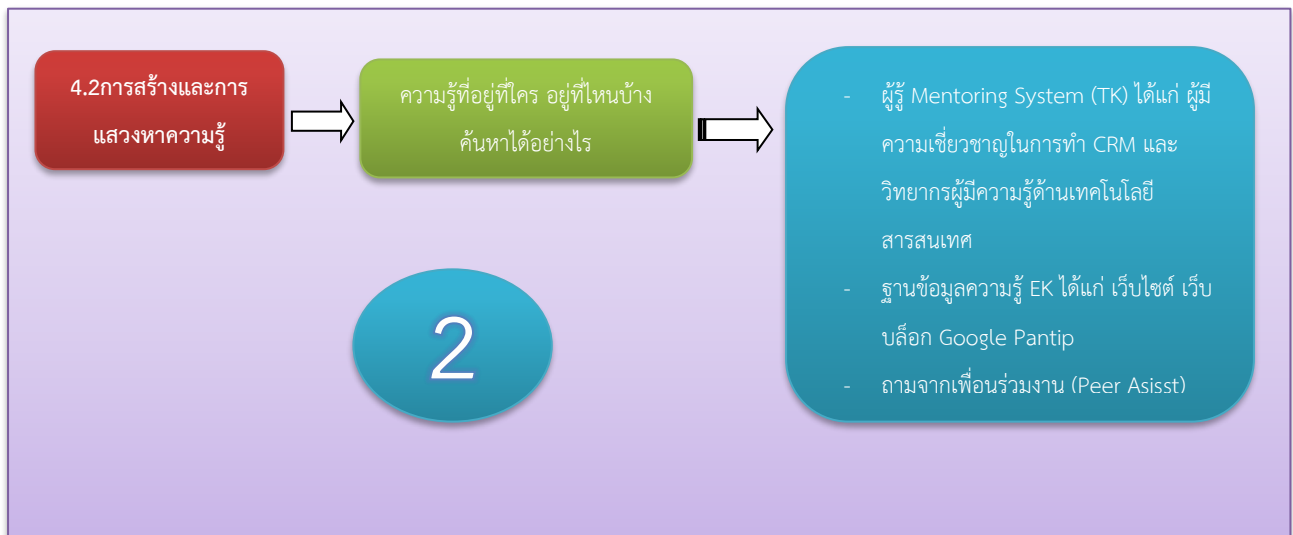 4.2การสร้างและการ
แสวงหาความรู้
ความรู้ที่อยู่ที่ใคร อยู่ที่ไหนบ้าง
ค้นหาได้อย่างไร
- ผู้รู้ Mentoring System (TK) ได้แก่ ผู้มี
ความเชี่ยวชาญในการทำ CRM และ
วิทยากรผู้มีความรู้ด้านเทคโนโลยี
สารสนเทศ
- ฐานข้อมูลความรู้ EK ได้แก่ เว็บไซต์ เว็บ
บล็อก Google Pantip
- ถามจากเพื่อนร่วมงาน (Peer Asisst)
2